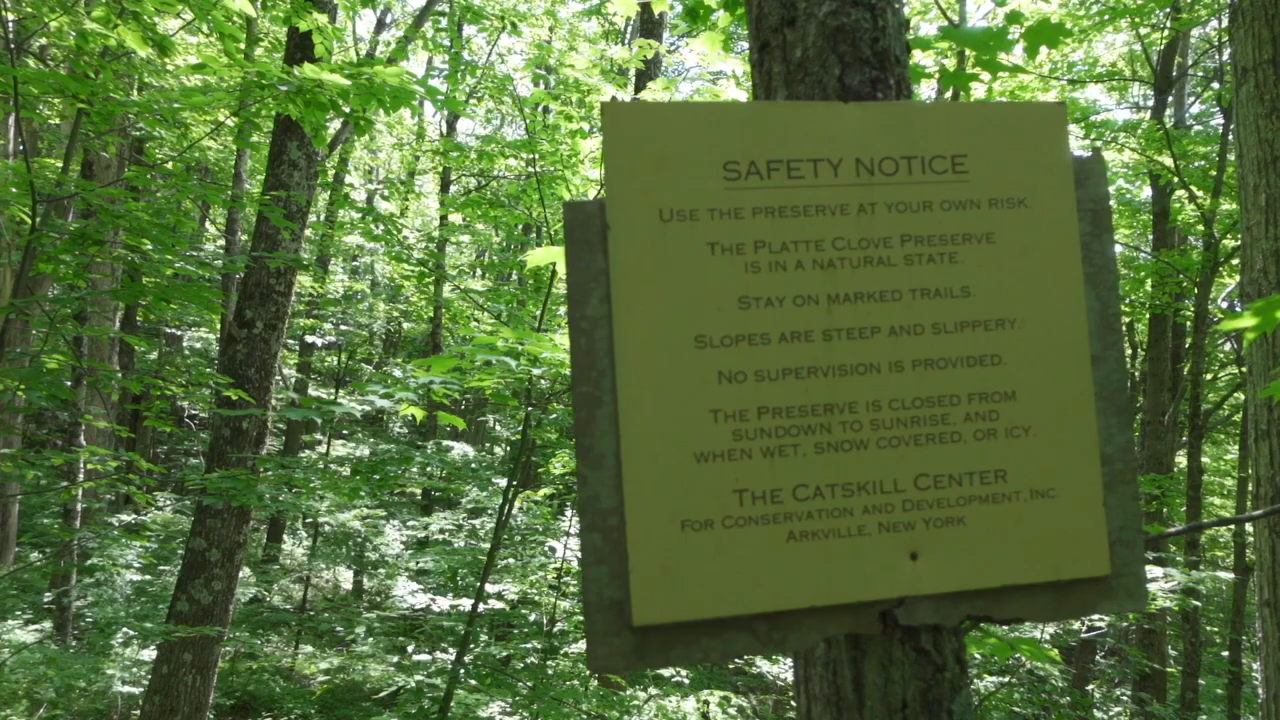 SAFETY NOTICE
USE THE PRESERVE AT YOUR OWN RISK.
THE PLATTE CLOVE PRESERVE
IS IN A NATURAL STATE.
STAY ON MARKED TRAILS.
SLOPES ARE STEEP AND SLIPPERY.
NO SUPERVISION IS PROVIDED.
THE PRESERVE IS CLOSED FROM
SUNDOWN TO SUNRISE, AND
WHEN WET, SNOW COVERED, OR ICY.
THE CATSKILL CENTER
FOR CONSERVATION AND DEVELOPMENT, INC.
ARKVILLE, NEW YORK